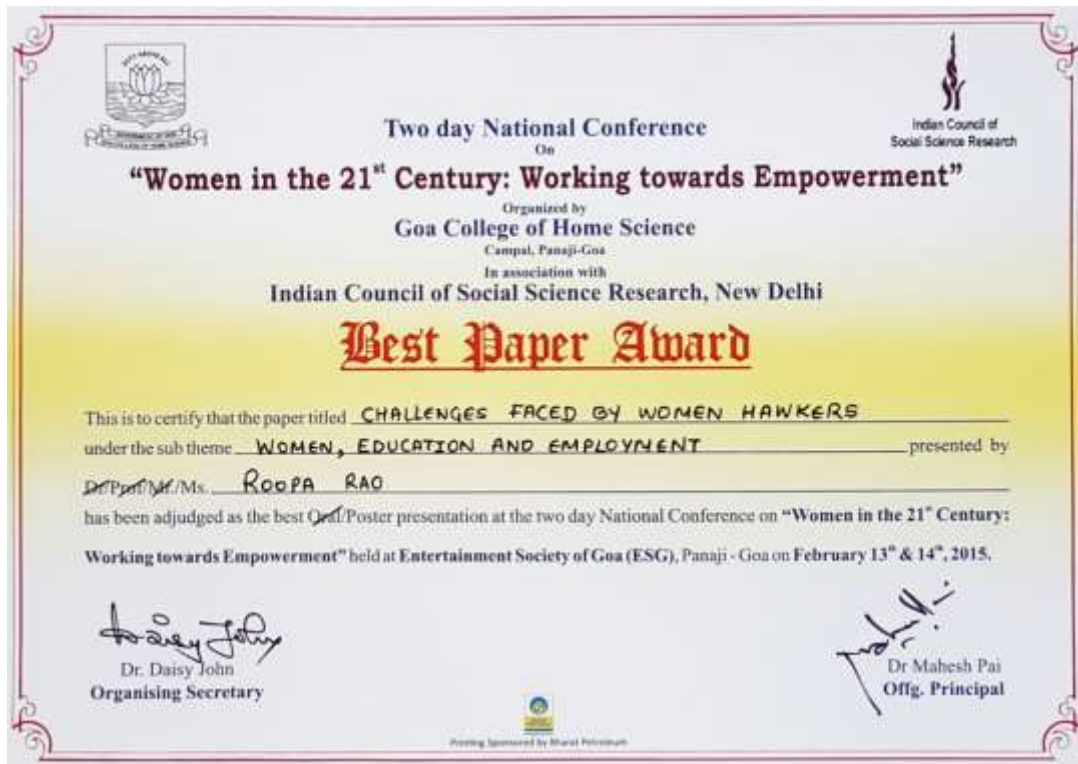 DUTY ABOVE ALL
Indian Council of
Social Science Research
Two day National Conference
On
“Women in the 21st Century: Working towards Empowerment”
Organized by
Goa College of Home Science
Campal, Panaji-Goa
In association with
Indian Council of Social Science Research, New Delhi
Best Paper Award
This is to certify that the paper titled CHALLENGES FACED BY WOMEN HAWKERS
under the sub theme WOMEN, EDUCATION AND EMPLOYMENT presented by
Dr/Prof/Mr./Ms. ROOPA RAO
has been adjudged as the best Oral/Poster presentation at the two day National Conference on “Women in the 21st Century:
Working towards Empowerment” held at Entertainment Society of Goa (ESG), Panaji - Goa on February 13th & 14th, 2015.
Daisy John
Dr. Daisy John
Organising Secretary
Dr Mahesh Pai
Offg. Principal
Printing Sponsored by Bharat Petroleum